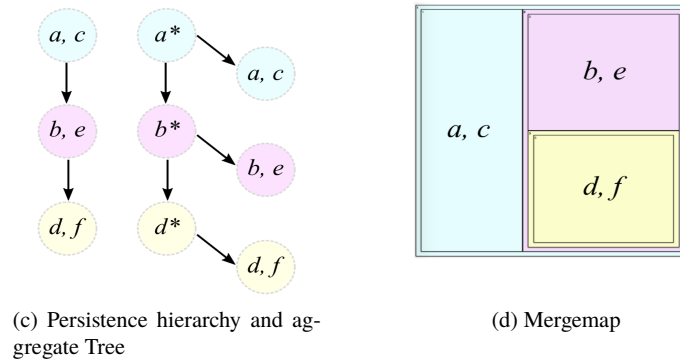 a, c
a*
a, c
b, e
b*
b, e
d, f
d*
d, f
(c) Persistence hierarchy and ag-
gregate Tree
a, c
b, e
d, f
(d) Mergemap